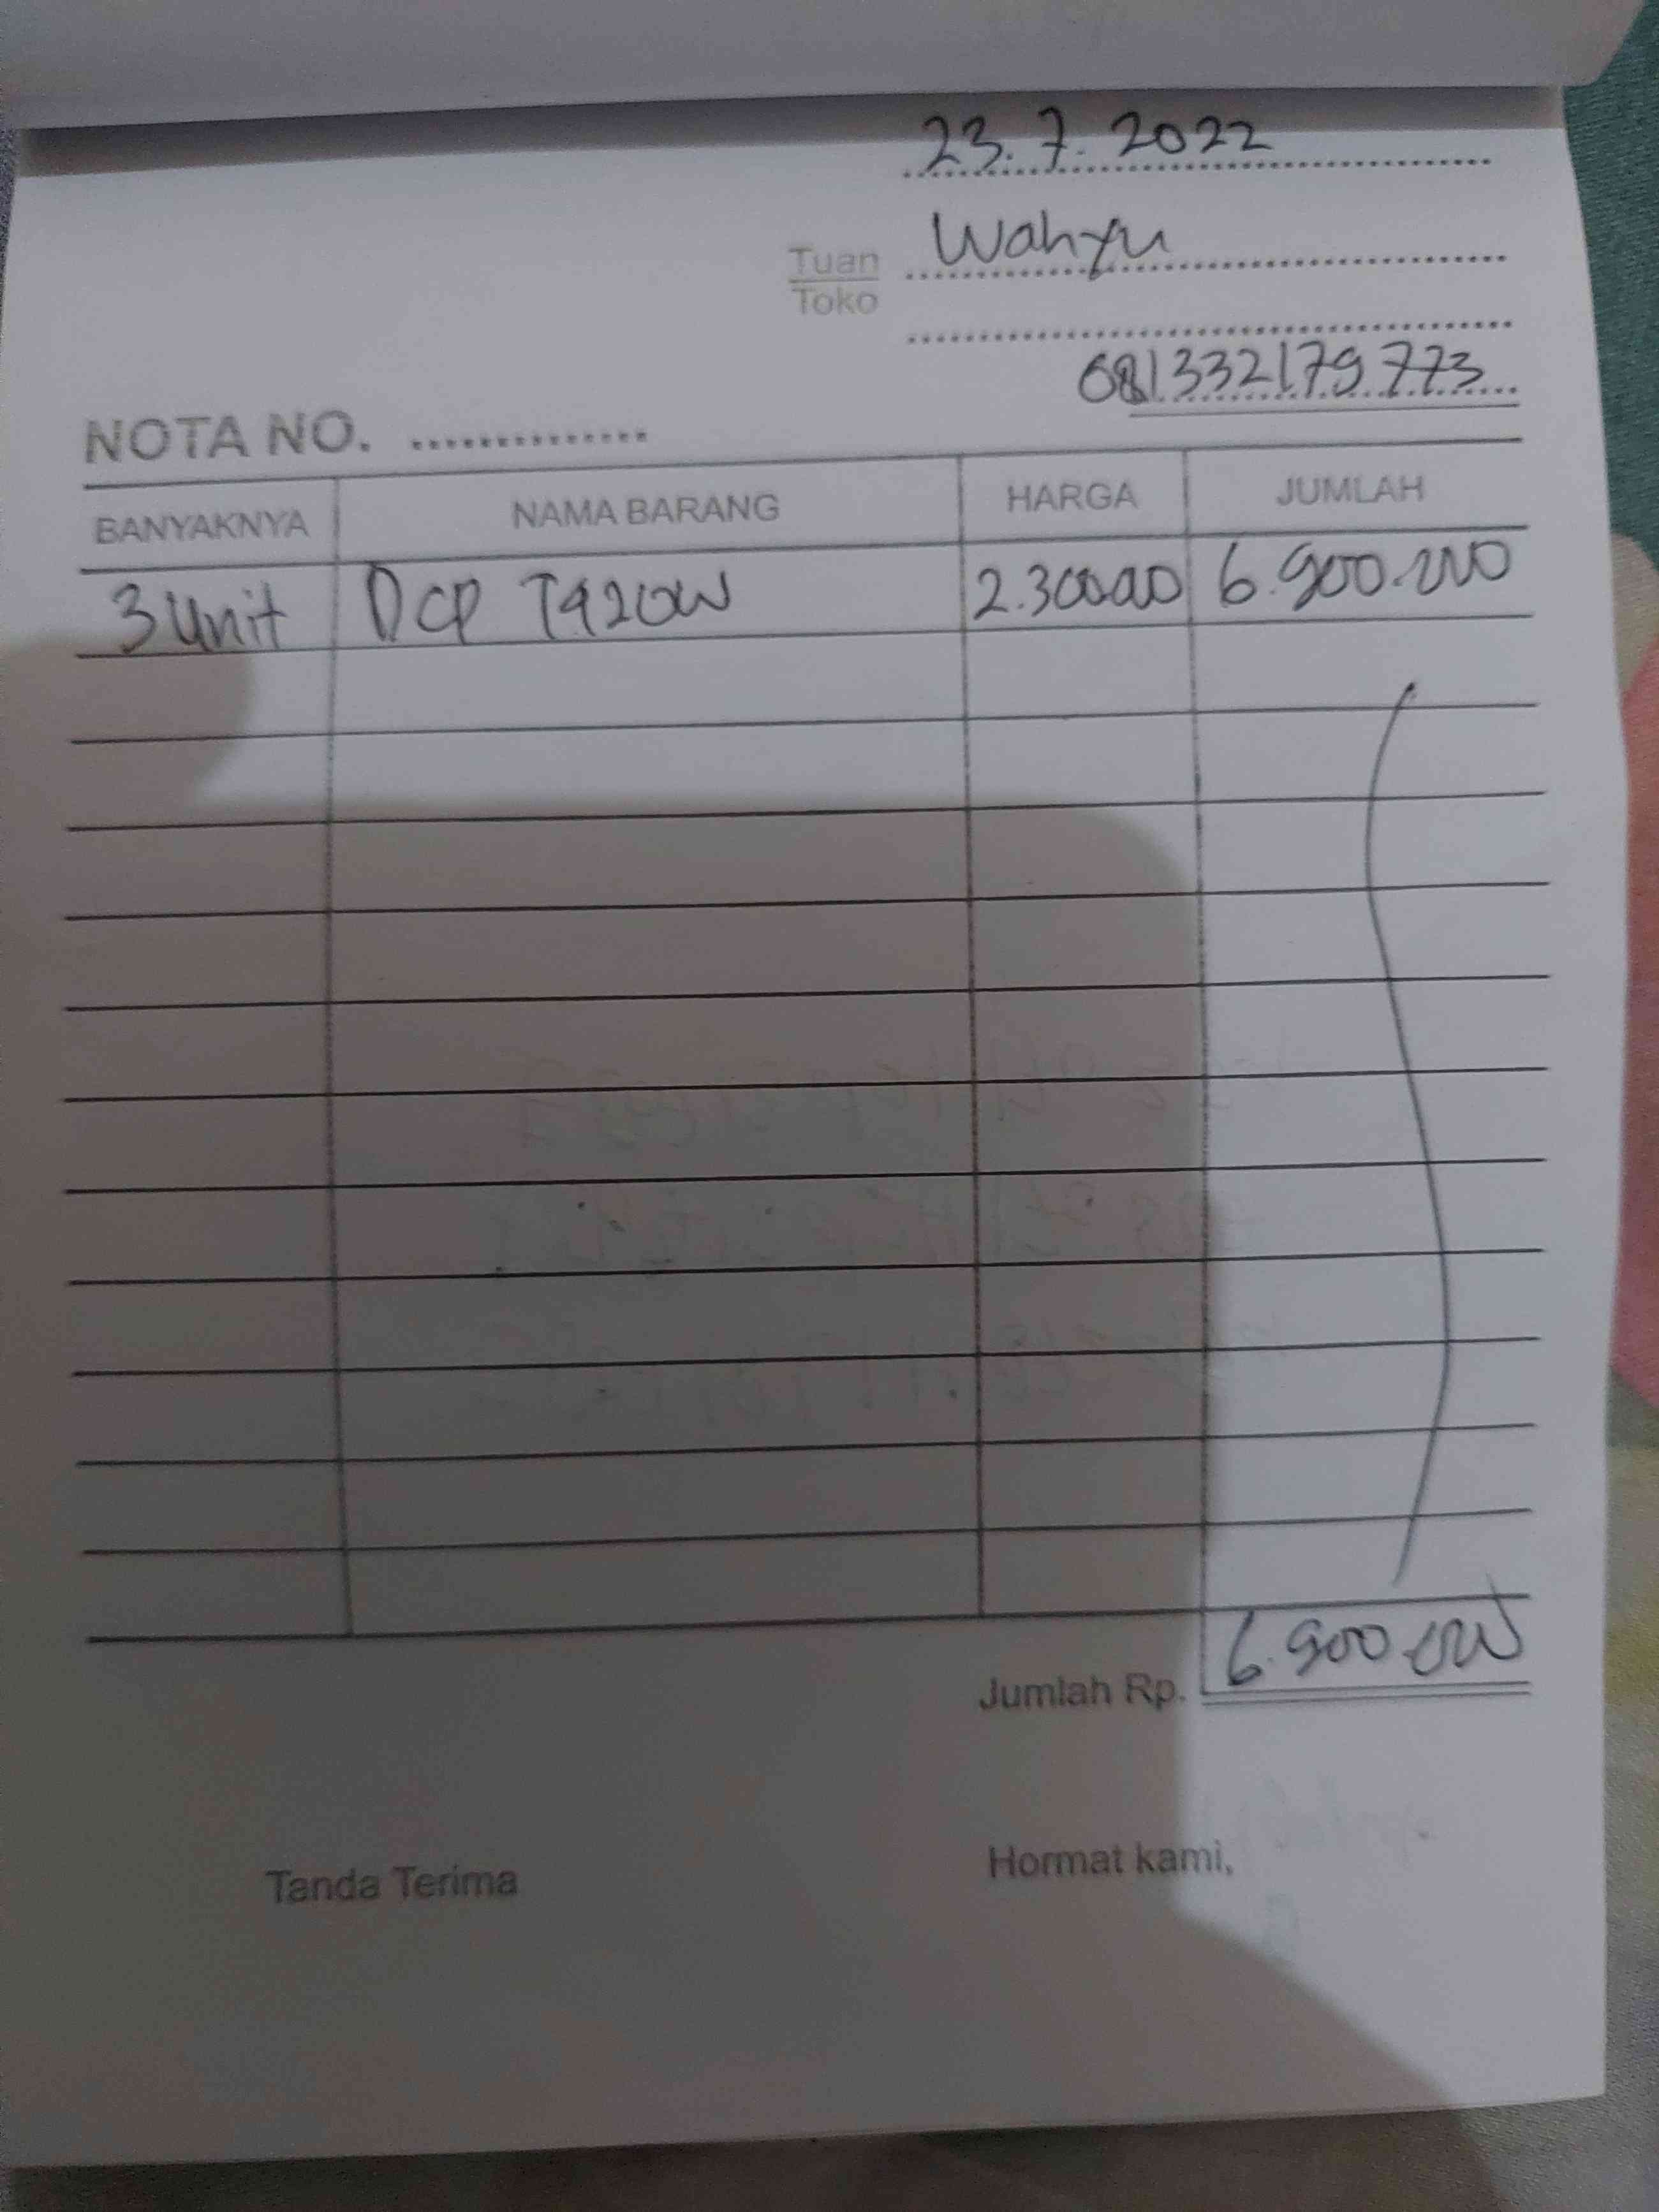 23.7.2022
Tuan Wahyu
Toko
081332179773
NOTA NO. ..............
BANYAKNYA NAMA BARANG HARGA JUMLAH
3 Unit DCP T920W 2.300.000 6.900.000
Jumlah Rp. 6.900.000
Tanda Terima Hormat kami,